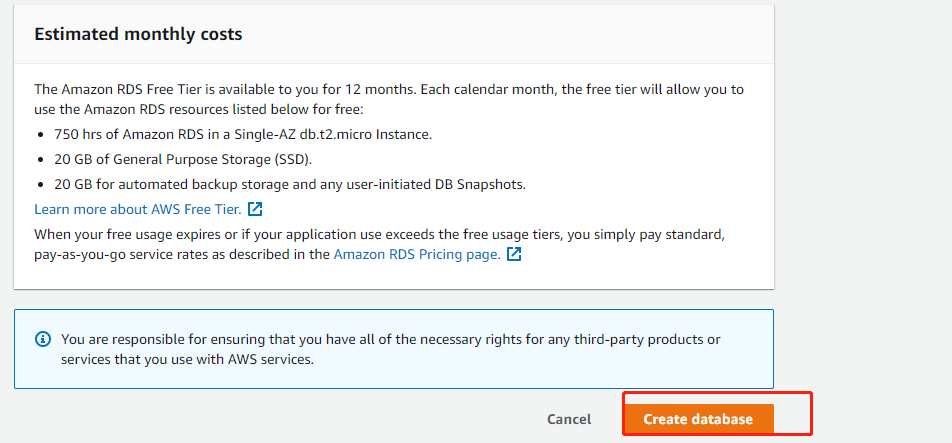 Estimated monthly costs
The Amazon RDS Free Tier is available to you for 12 months. Each calendar month, the free tier will allow you to
use the Amazon RDS resources listed below for free:
• 750 hrs of Amazon RDS in a Single-AZ db.t2.micro Instance.
• 20 GB of General Purpose Storage (SSD).
• 20 GB for automated backup storage and any user-initiated DB Snapshots.
Learn more about AWS Free Tier.
When your free usage expires or if your application use exceeds the free usage tiers, you simply pay standard,
pay-as-you-go service rates as described in the Amazon RDS Pricing page.
You are responsible for ensuring that you have all of the necessary rights for any third-party products or
services that you use with AWS services.
Cancel Create database